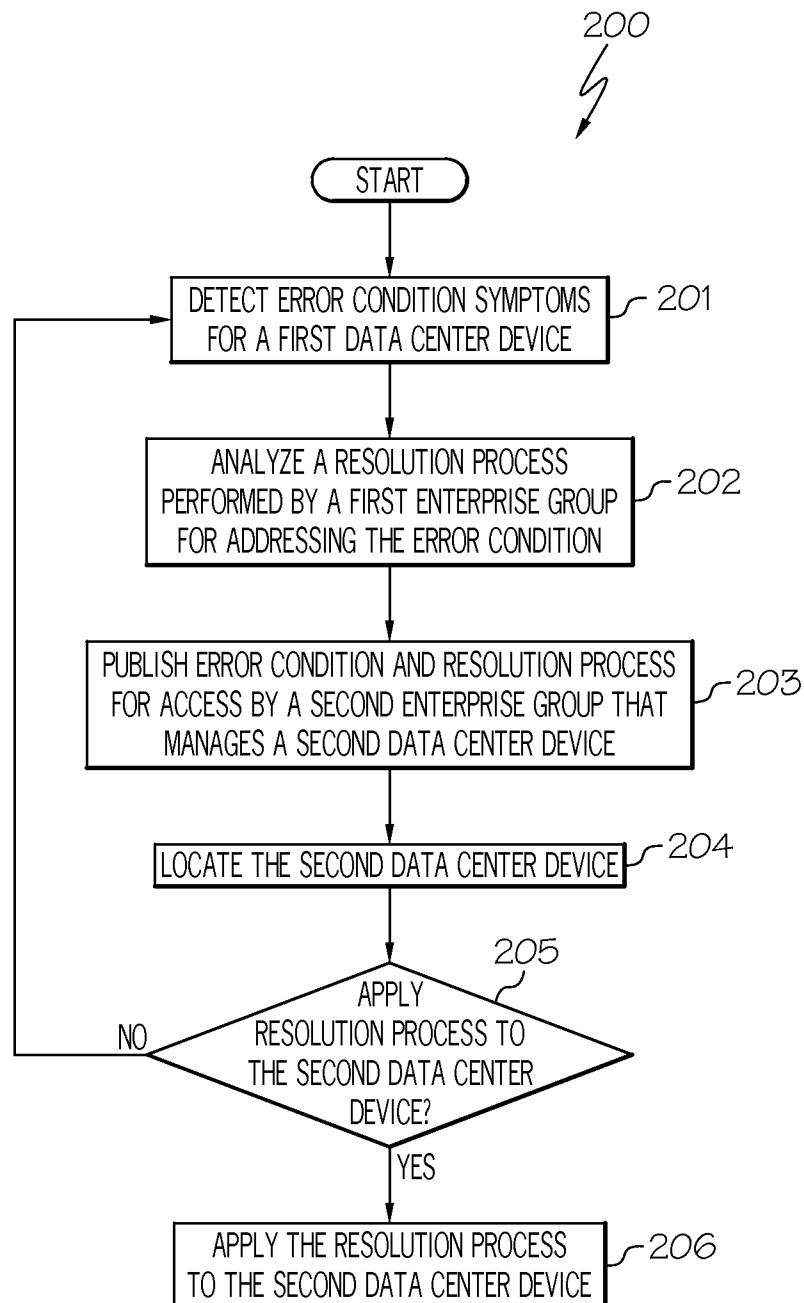 200
START
DETECT ERROR CONDITION SYMPTOMS
FOR A FIRST DATA CENTER DEVICE
201
ANALYZE A RESOLUTION PROCESS
PERFORMED BY A FIRST ENTERPRISE GROUP
FOR ADDRESSING THE ERROR CONDITION
202
PUBLISH ERROR CONDITION AND RESOLUTION PROCESS
FOR ACCESS BY A SECOND ENTERPRISE GROUP THAT
MANAGES A SECOND DATA CENTER DEVICE
203
LOCATE THE SECOND DATA CENTER DEVICE
204
205
APPLY
RESOLUTION PROCESS TO
THE SECOND DATA CENTER
DEVICE?
NO
YES
APPLY THE RESOLUTION PROCESS
TO THE SECOND DATA CENTER DEVICE
206